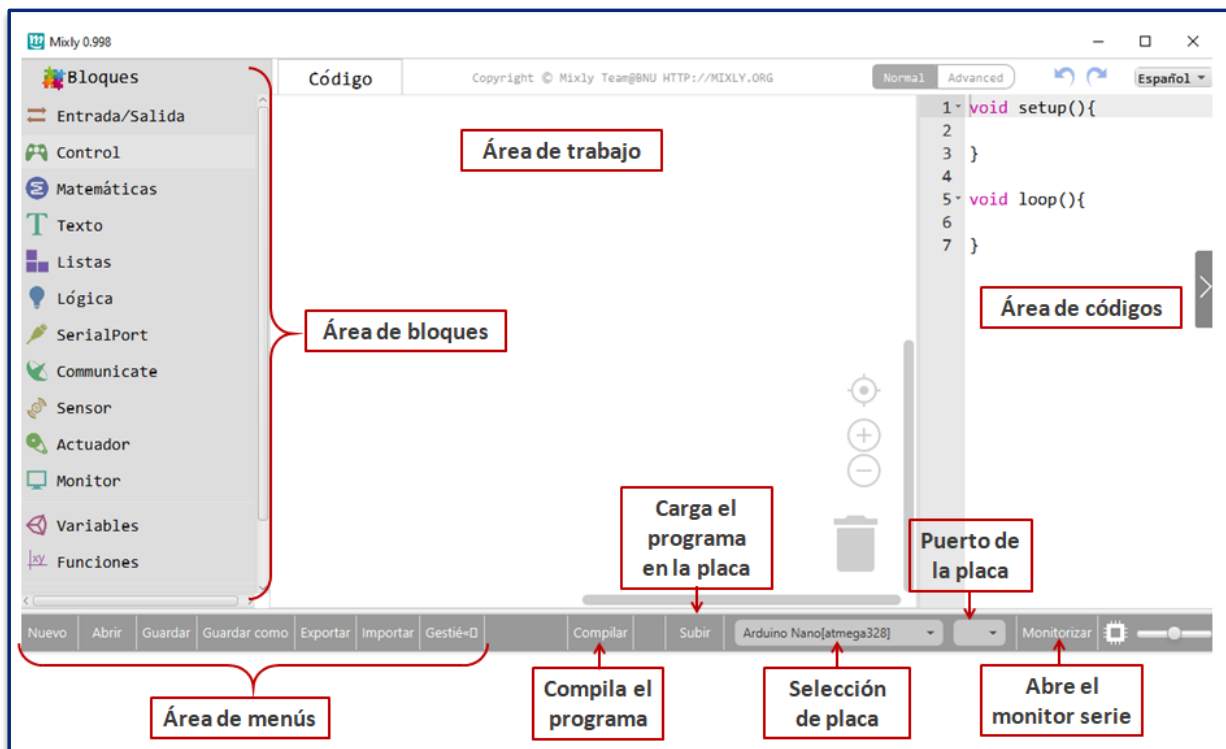 Mixly 0.998
Bloques
Código
Copyright © Mixly Team@BNU HTTP://MIXLY.ORG
Normal
Advanced
Español
Entrada/Salida
Control
Matemáticas
Texto
Listas
Lógica
SerialPort
Communicate
Sensor
Actuador
Monitor
Variables
Funciones
Área de bloques
Área de trabajo
1 void setup(){
2
3 }
4
5 void loop(){
6
7 }
Área de códigos
Carga el
programa
en la placa
Puerto de
la placa
Nuevo
Abrir
Guardar
Guardar como
Exportar
Importar
Gestié«▯
Compilar
Subir
Arduino Nano[atmega328]
Monitorizar
Área de menús
Compila el
programa
Selección
de placa
Abre el
monitor serie